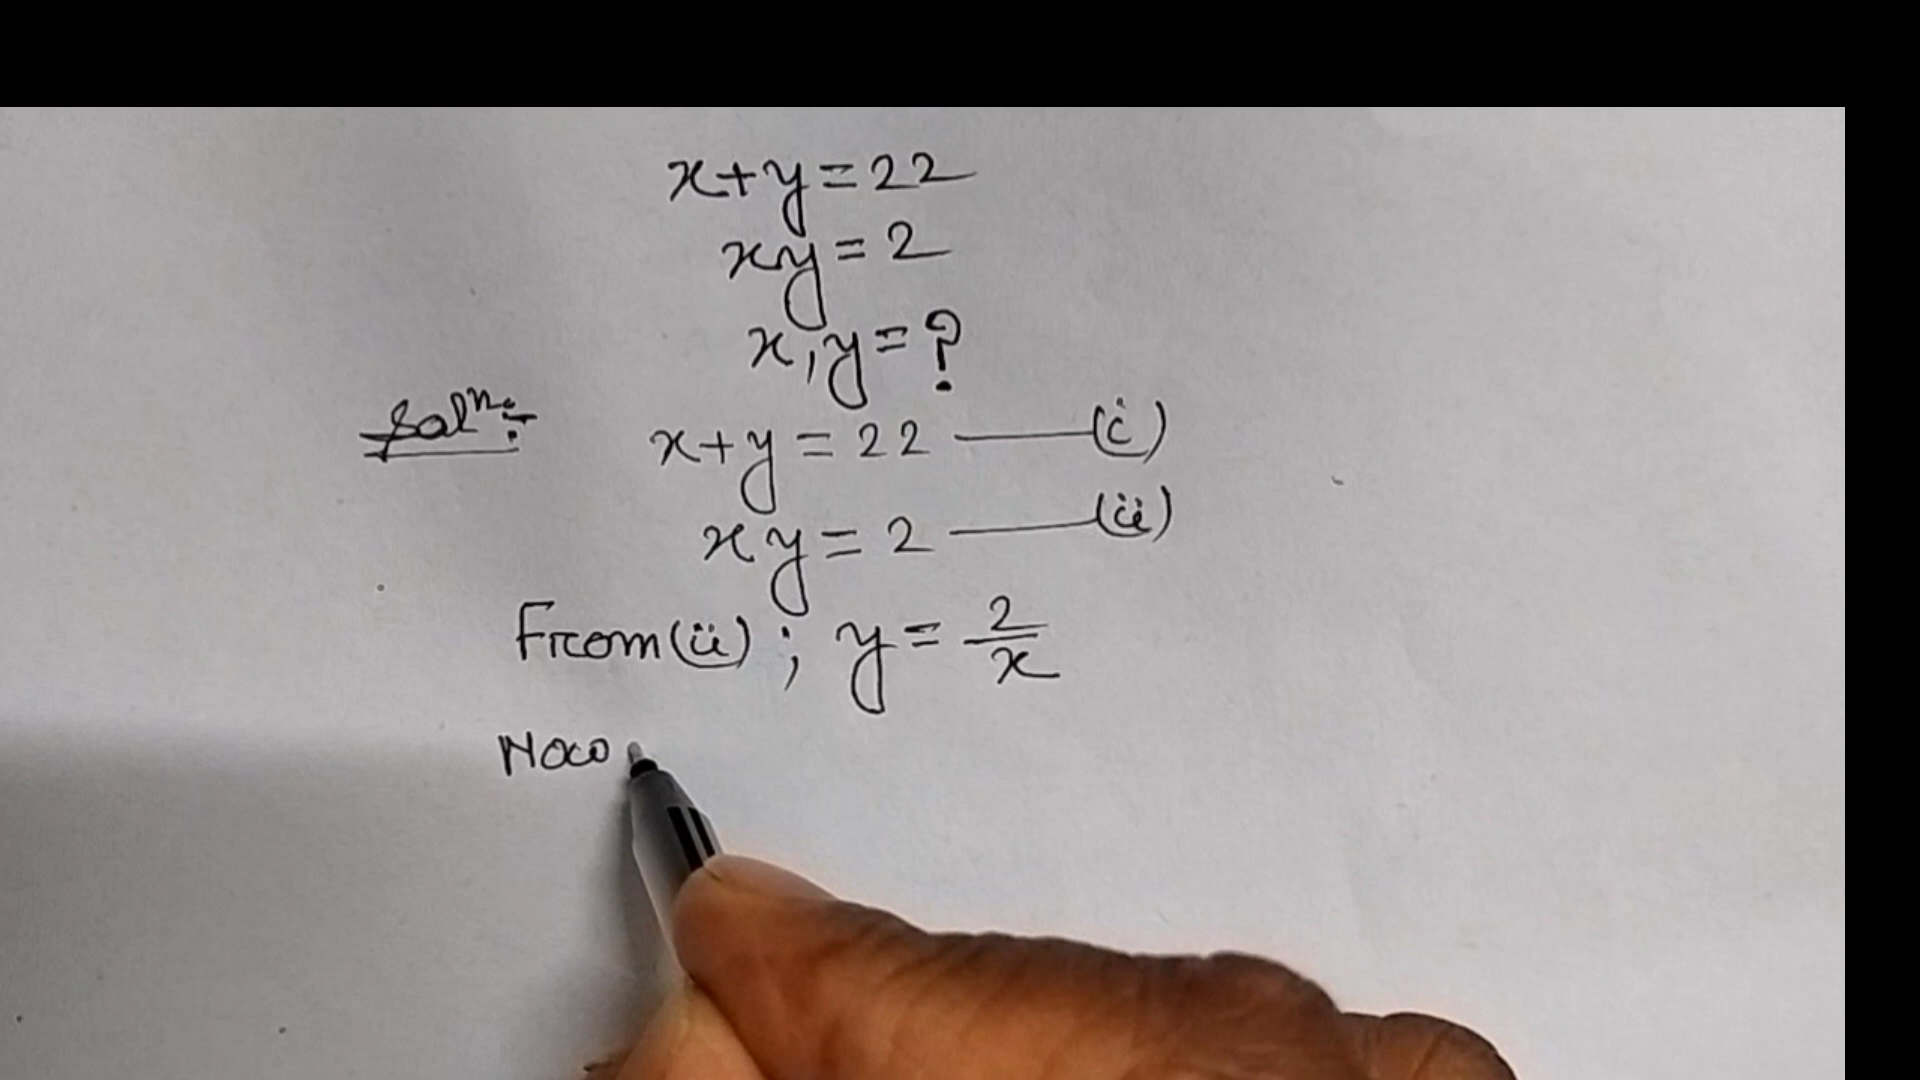 x+y=22
xy=2
x,y=?
Solⁿ:- x+y=22 —— (i)
xy=2 —— (ii)
From (ii) ; y = 2/x
Now